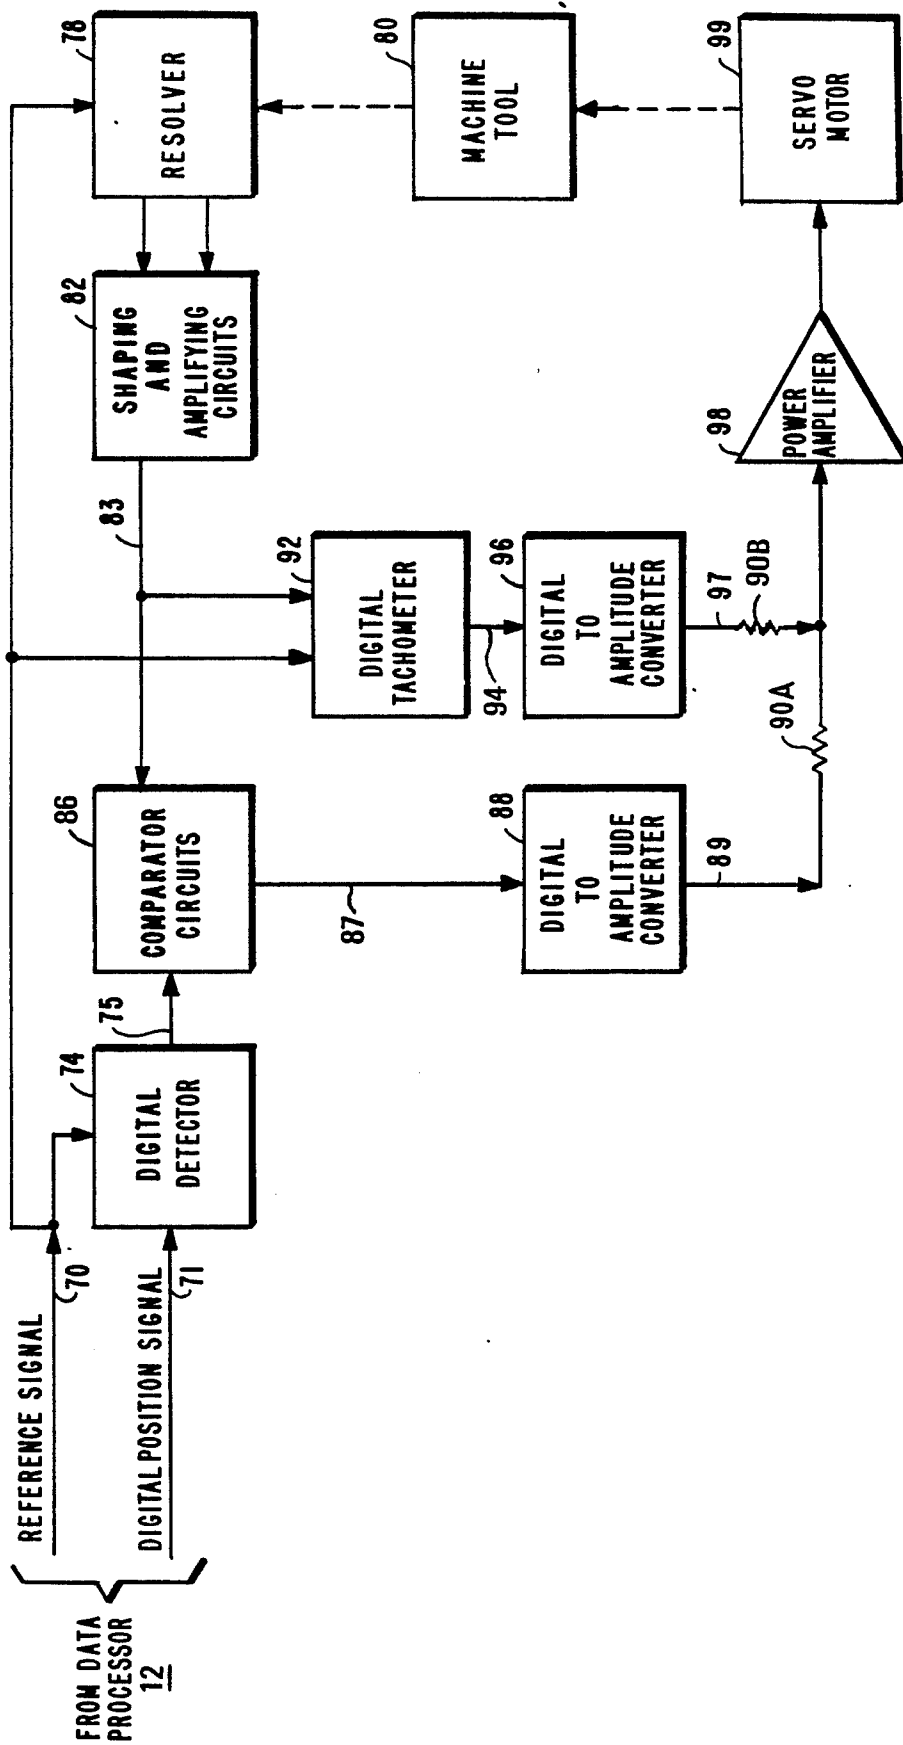 FROM DATA
PROCESSOR
12
REFERENCE SIGNAL
70
DIGITAL POSITION SIGNAL
71
74
DIGITAL
DETECTOR
75
86
COMPARATOR
CIRCUITS
83
82
SHAPING
AND
AMPLIFYING
CIRCUITS
78
RESOLVER
87
92
DIGITAL
TACHOMETER
94
80
MACHINE
TOOL
88
DIGITAL
TO
AMPLITUDE
CONVERTER
89
96
DIGITAL
TO
AMPLITUDE
CONVERTER
97
90B
90A
98
POWER
AMPLIFIER
99
SERVO
MOTOR